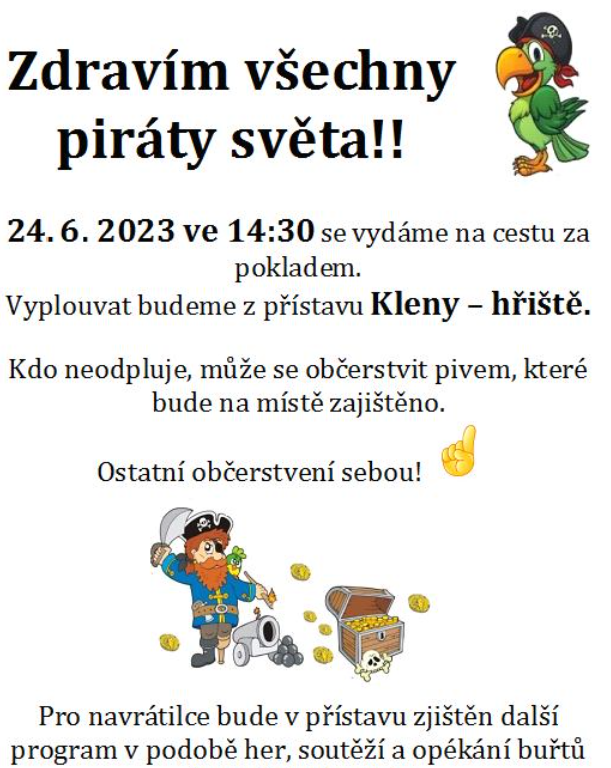 Zdravím všechny
piráty světa!!
24. 6. 2023 ve 14:30 se vydáme na cestu za
pokladem.
Vyplouvat budeme z přístavu Kleny – hřiště.
Kdo neodpluje, může se občerstvit pivem, které
bude na místě zajištěno.
Ostatní občerstvení sebou!
Pro navrátilce bude v přístavu zjištěn další
program v podobě her, soutěží a opékání buřtů